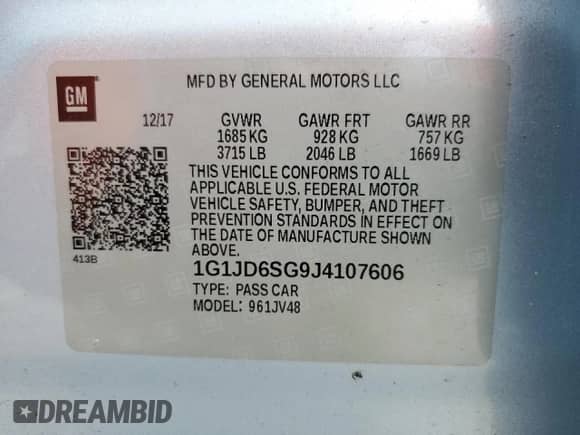 GM
MFD BY GENERAL MOTORS LLC
12/17 GVWR GAWR FRT GAWR RR
1685 KG 928 KG 757 KG
3715 LB 2046 LB 1669 LB
THIS VEHICLE CONFORMS TO ALL
APPLICABLE U.S. FEDERAL MOTOR
VEHICLE SAFETY, BUMPER, AND THEFT
PREVENTION STANDARDS IN EFFECT ON
THE DATE OF MANUFACTURE SHOWN
ABOVE.
413B
1G1JD6SG9J4107606
TYPE: PASS CAR
MODEL: 961JV48
DREAMBID